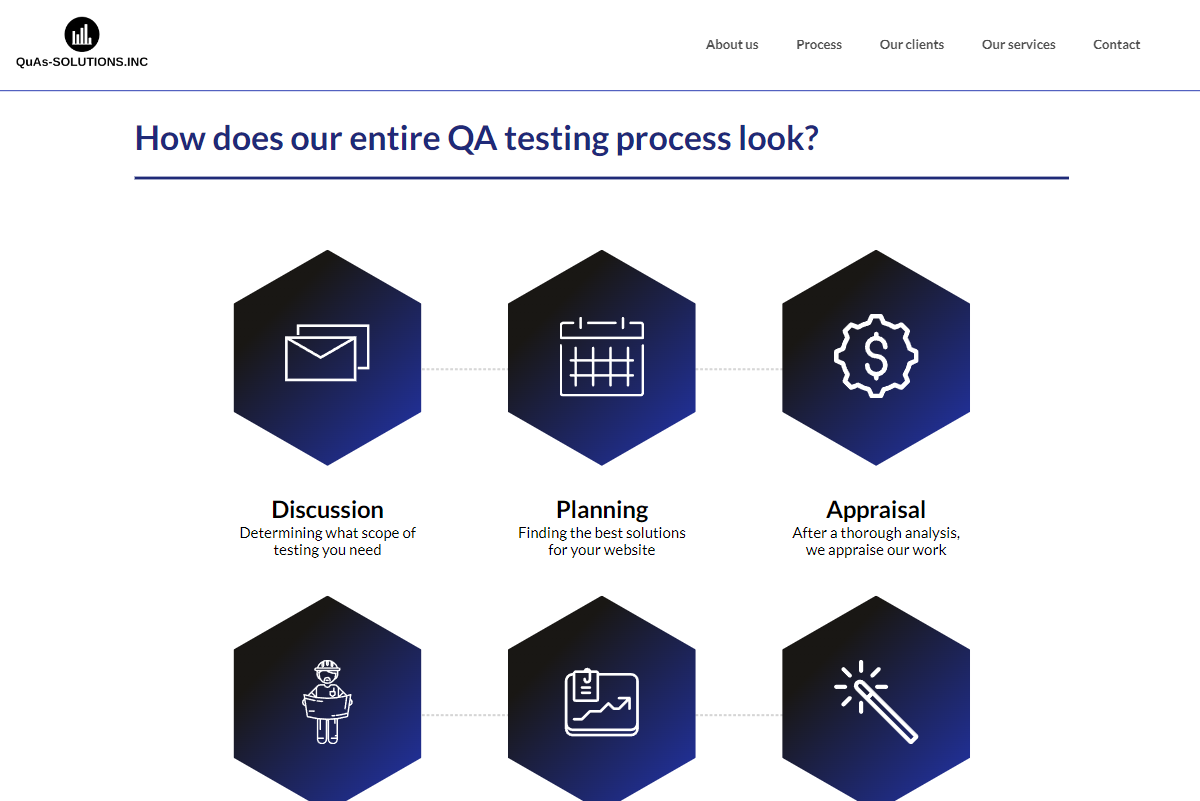 QuAs-SOLUTIONS.INC
About us Process Our clients Our services Contact
How does our entire QA testing process look?
Discussion
Determining what scope of
testing you need
Planning
Finding the best solutions
for your website
Appraisal
After a thorough analysis,
we appraise our work